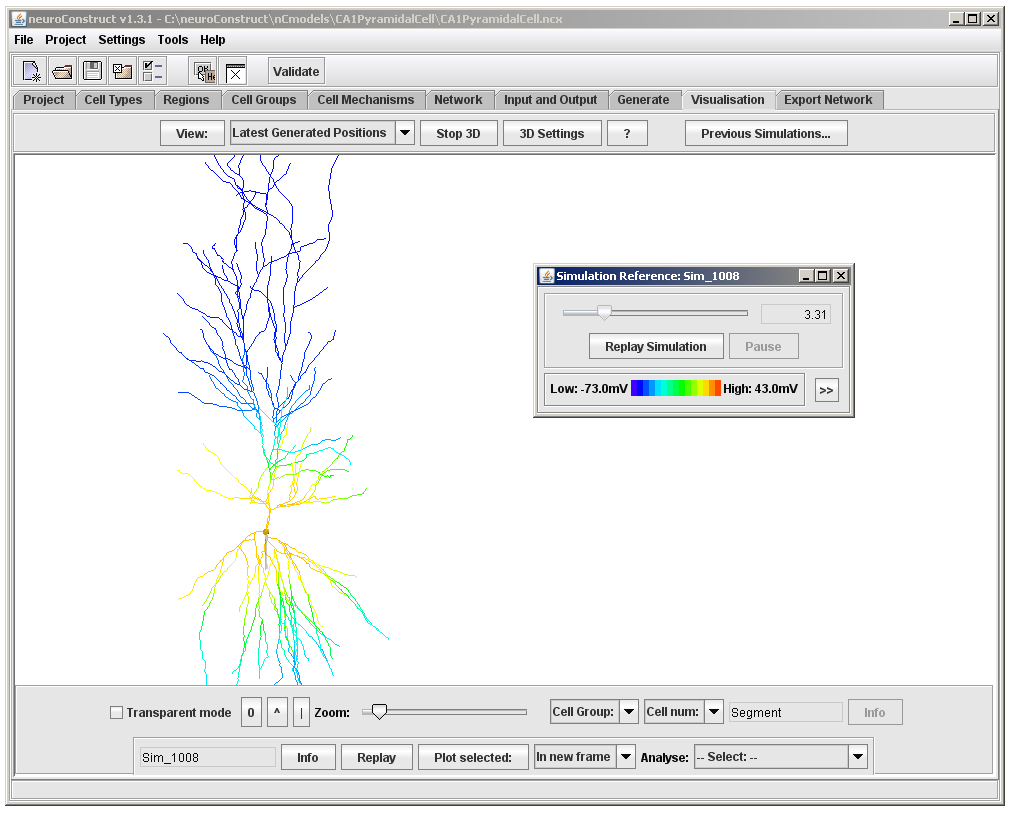 neuroConstruct v1.3.1 - C:\neuroConstruct\nCmodels\CA1PyramidalCell\CA1PyramidalCell.ncx
File Project Settings Tools Help
Validate
Project Cell Types Regions Cell Groups Cell Mechanisms Network Input and Output Generate Visualisation Export Network
View: Latest Generated Positions Stop 3D 3D Settings ? Previous Simulations...
Simulation Reference: Sim_1008
3.31
Replay Simulation Pause
Low: -73.0mV High: 43.0mV >>
Transparent mode 0 ^ | Zoom: Cell Group: Cell num: Segment Info
Sim_1008 Info Replay Plot selected: In new frame Analyse: -- Select: --